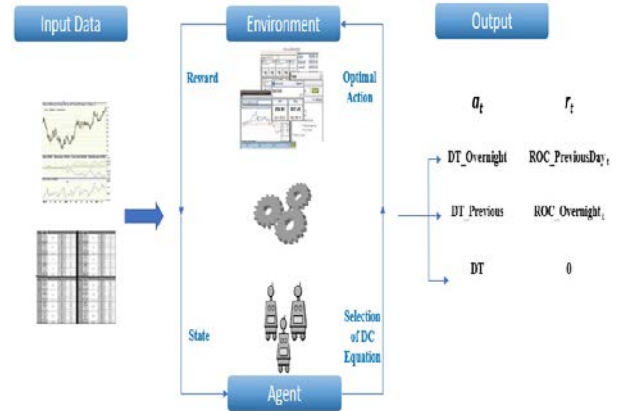 Input Data
Environment
Output
Reward
Optimal
Action
a_t
r_t
DT_Overnight
ROC_PreviousDay_t
DT_Previous
ROC_Overnight_t
DT
0
State
Selection
of DC
Equation
Agent